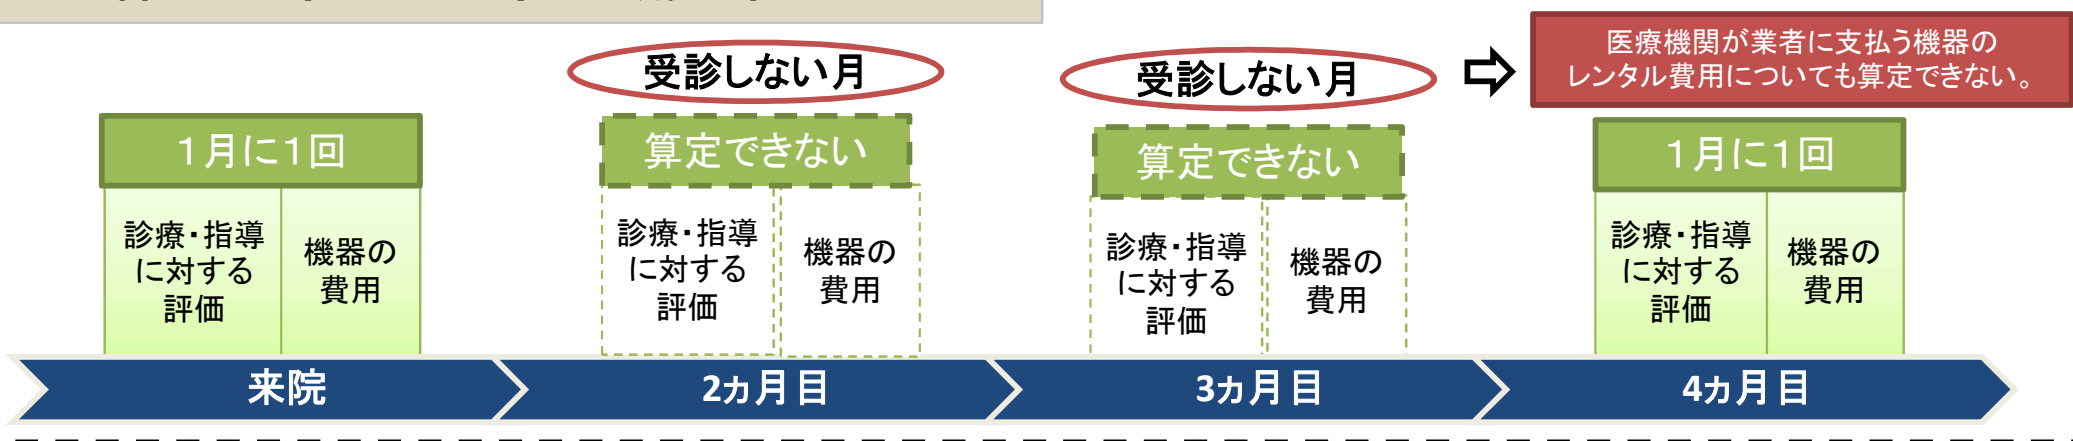 受診しない月
受診しない月
医療機関が業者に支払う機器の
レンタル費用についても算定できない。
１月に１回
算定できない
算定できない
１月に１回
診療・指導
に対する
評価
機器の
費用
診療・指導
に対する
評価
機器の
費用
診療・指導
に対する
評価
機器の
費用
診療・指導
に対する
評価
機器の
費用
来院
2ヵ月目
3ヵ月目
4ヵ月目